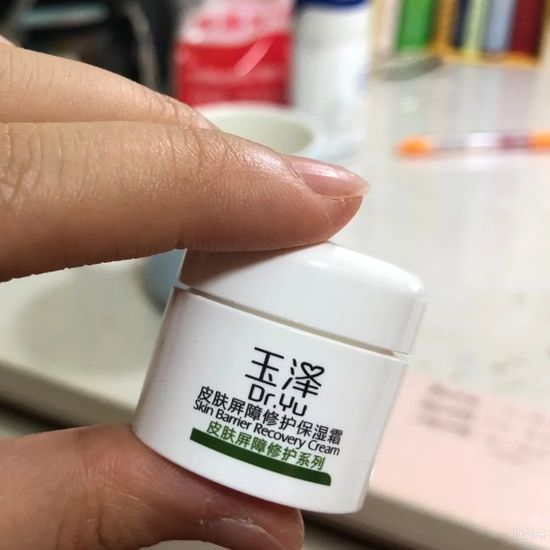 玉泽
Dr.Yu
皮肤屏障修护保湿霜
Skin Barrier Recovery Cream
皮肤屏障修护系列